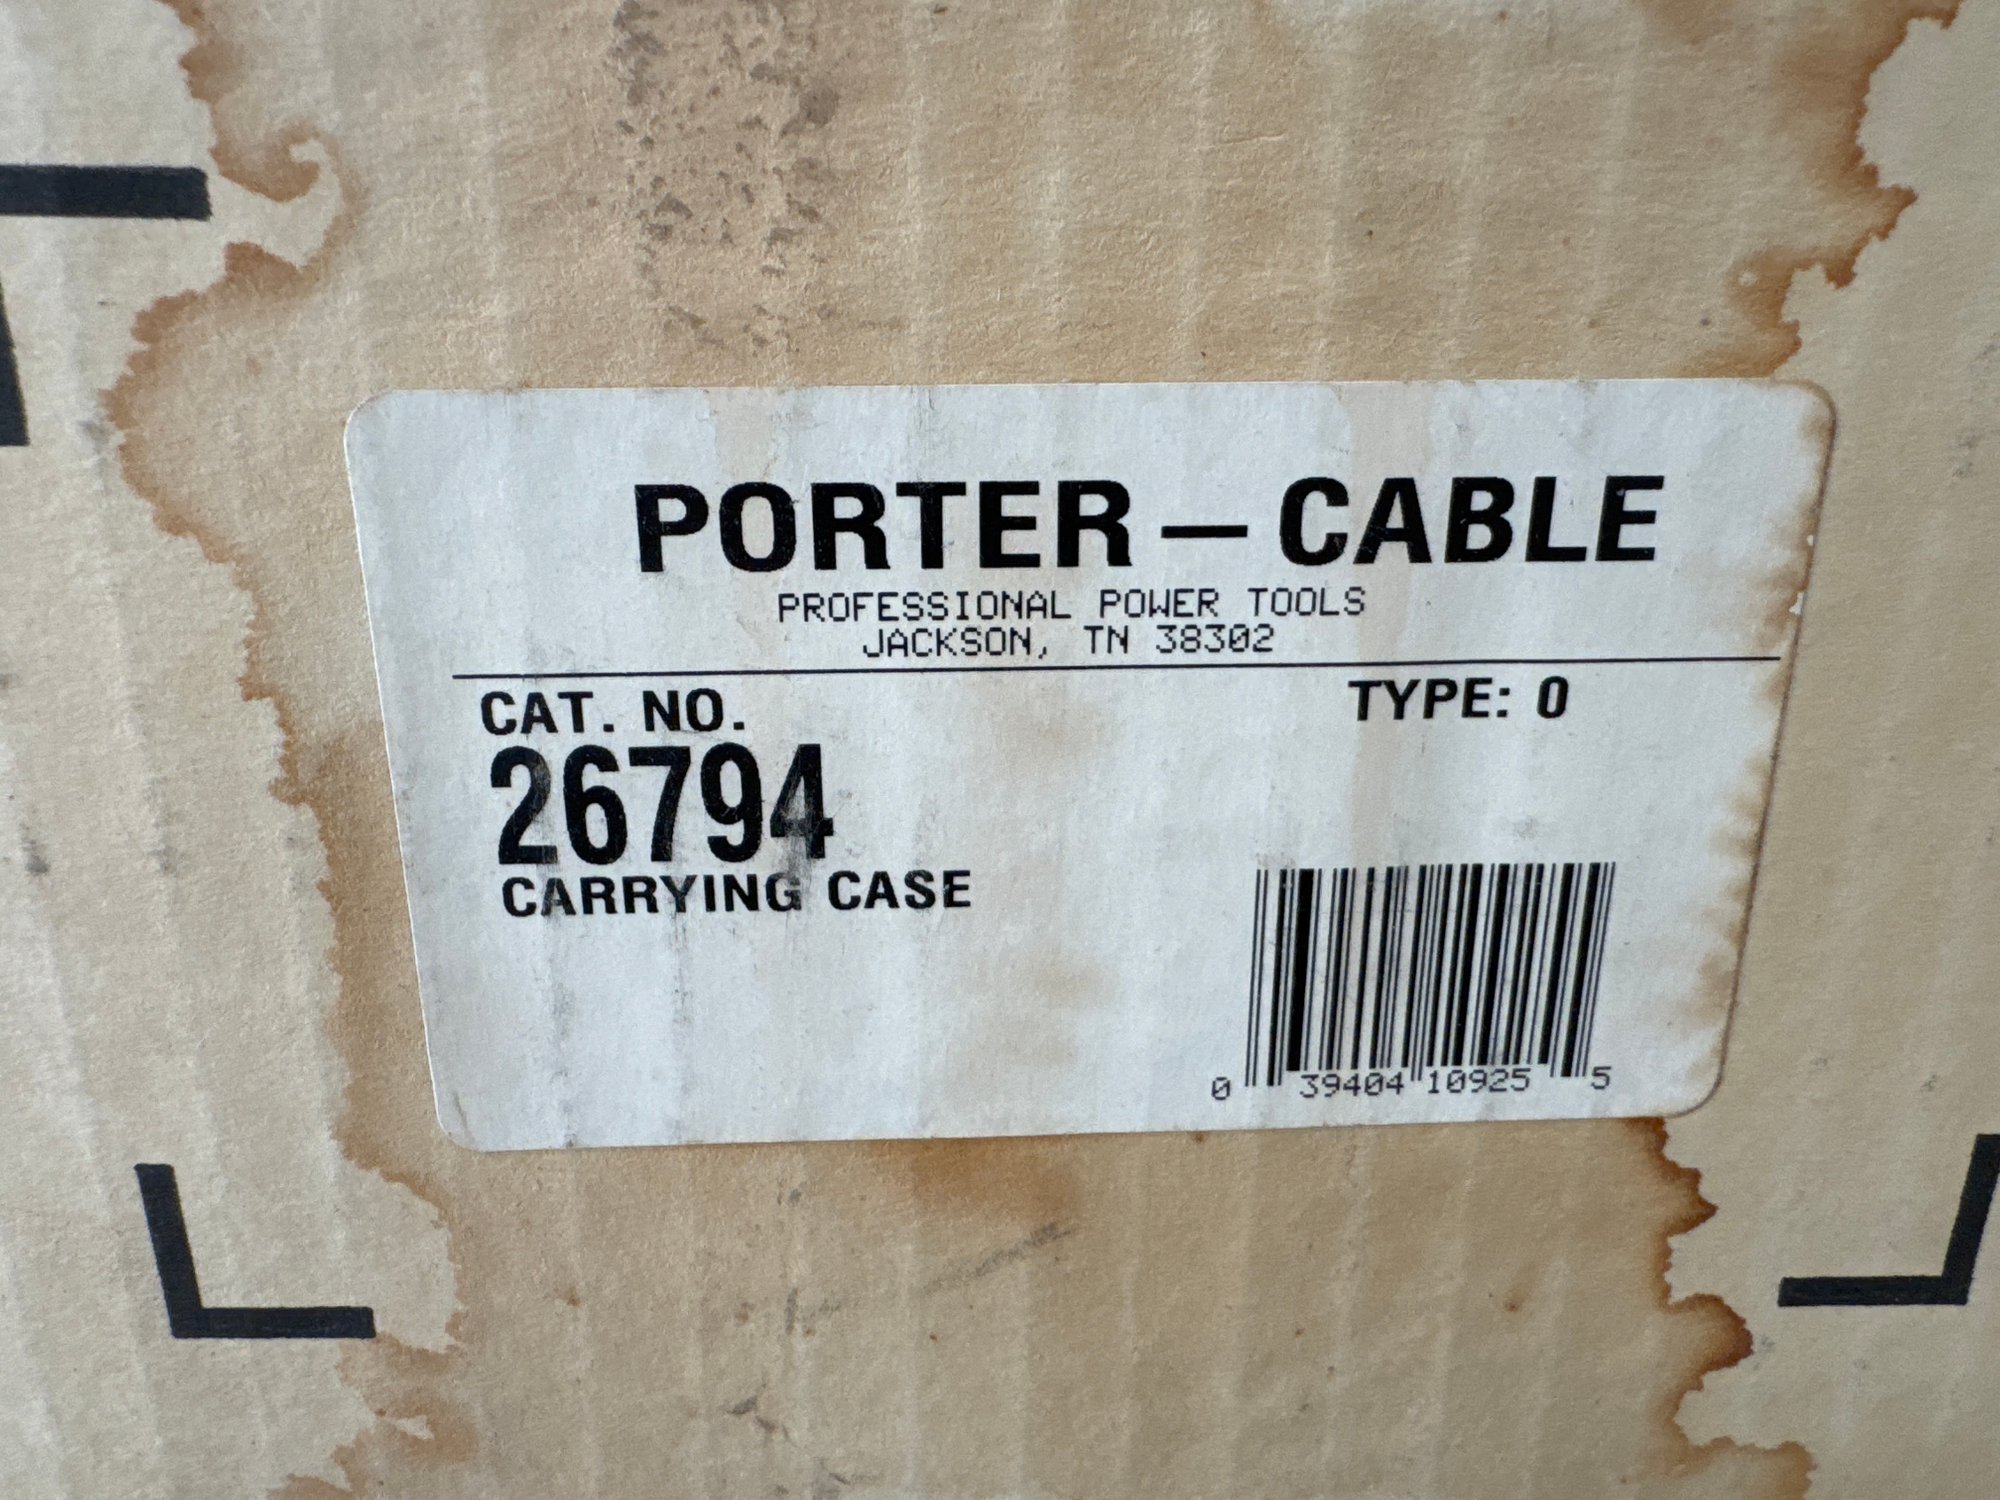 PORTER-CABLE
PROFESSIONAL POWER TOOLS
JACKSON, TN 38302
CAT. NO.
TYPE: 0
26794
CARRYING CASE
0 39404 10925 5